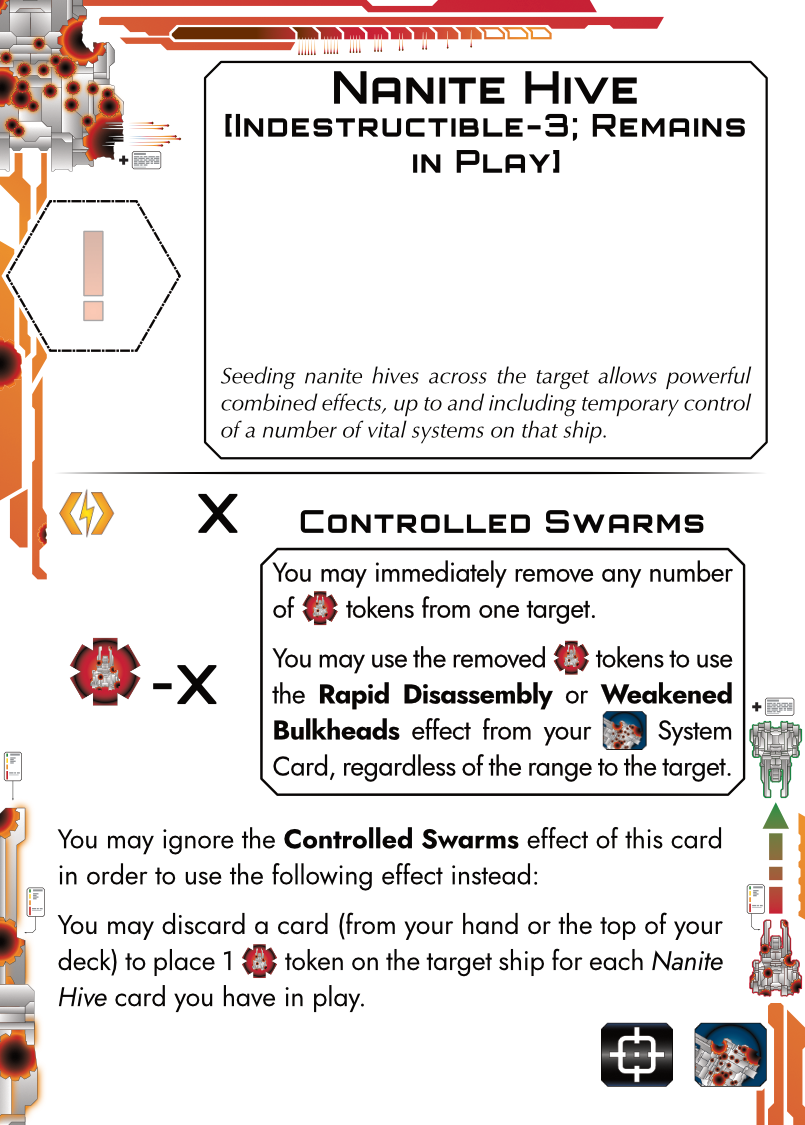 Nanite Hive
[Indestructible-3; Remains
in Play]
!
Seeding nanite hives across the target allows powerful
combined effects, up to and including temporary control
of a number of vital systems on that ship.
X
Controlled Swarms
You may immediately remove any number
of tokens from one target.
-X
You may use the removed tokens to use
the Rapid Disassembly or Weakened
Bulkheads effect from your System
Card, regardless of the range to the target.
You may ignore the Controlled Swarms effect of this card
in order to use the following effect instead:
You may discard a card (from your hand or the top of your
deck) to place 1 token on the target ship for each Nanite
Hive card you have in play.